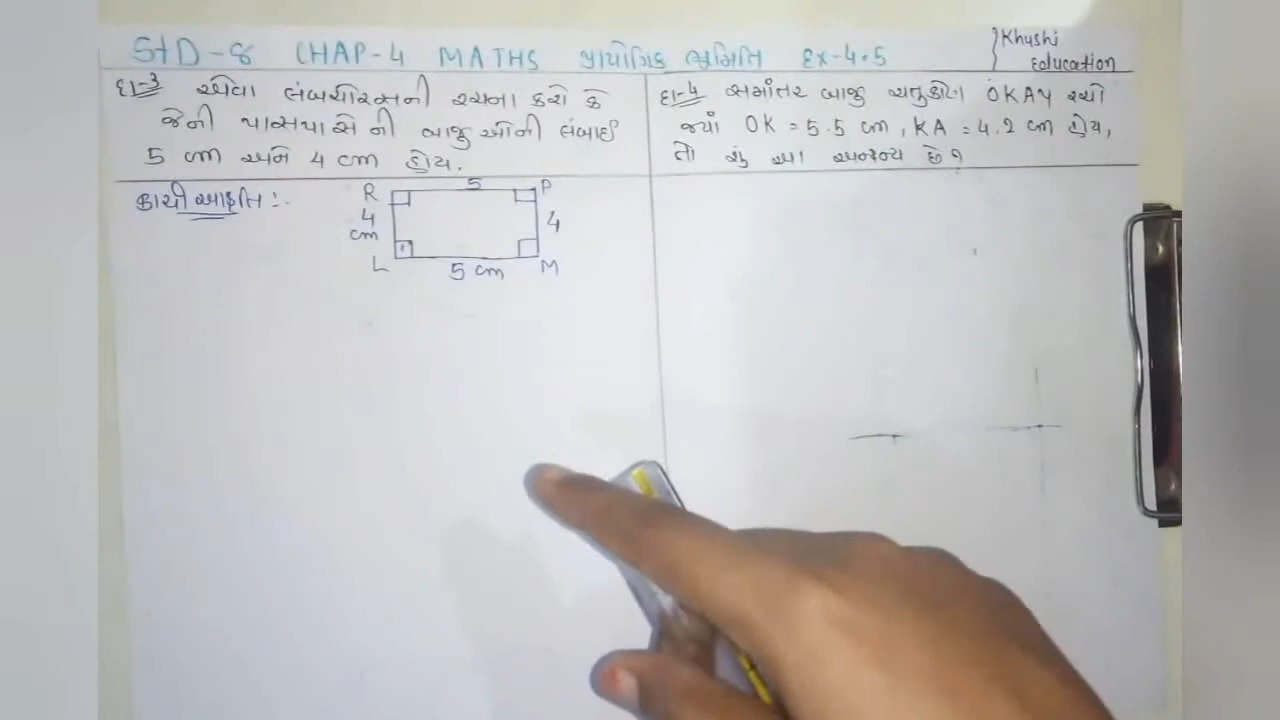 STD-8 CHAP-4 MATHS પ્રાયોગિક ભૂમિતિ Ex-4.5
Khushi
Education
દા-3 એવા લંબચોરસની રચના કરો કે
જેની પાસપાસે ની બાજુઓની લંબાઈ
5 cm અને 4 cm હોય.
દા-4 સમાંતર બાજુ ચતુષ્કોણ OKAY રચો
જ્યાં OK = 5.5 cm, KA = 4.2 cm હોય,
તો શું આ અનન્ય છે ?
કાચી આકૃતિ :-
R 5 P
4 cm 4
L 5 cm M